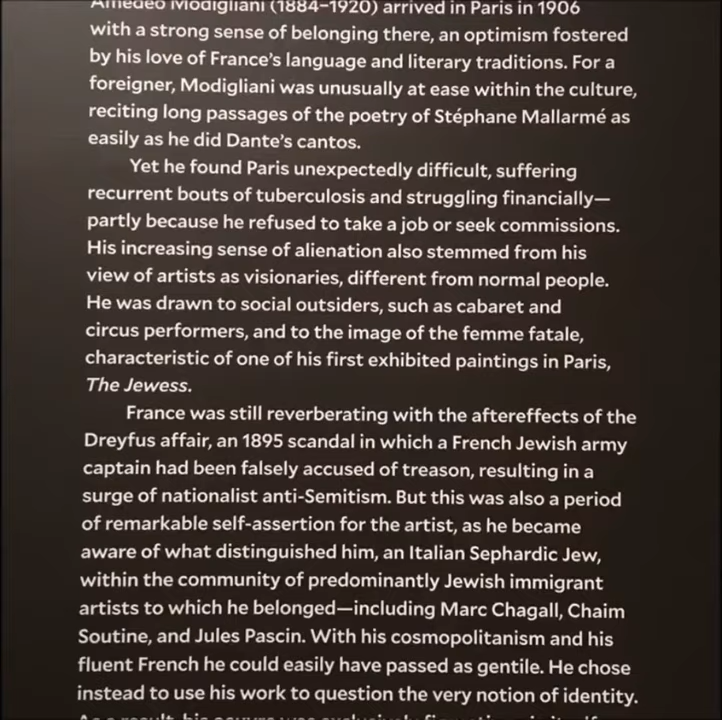 Amedeo Modigliani (1884–1920) arrived in Paris in 1906
with a strong sense of belonging there, an optimism fostered
by his love of France's language and literary traditions. For a
foreigner, Modigliani was unusually at ease within the culture,
reciting long passages of the poetry of Stéphane Mallarmé as
easily as he did Dante's cantos.
Yet he found Paris unexpectedly difficult, suffering
recurrent bouts of tuberculosis and struggling financially—
partly because he refused to take a job or seek commissions.
His increasing sense of alienation also stemmed from his
view of artists as visionaries, different from normal people.
He was drawn to social outsiders, such as cabaret and
circus performers, and to the image of the femme fatale,
characteristic of one of his first exhibited paintings in Paris,
The Jewess.
France was still reverberating with the aftereffects of the
Dreyfus affair, an 1895 scandal in which a French Jewish army
captain had been falsely accused of treason, resulting in a
surge of nationalist anti-Semitism. But this was also a period
of remarkable self-assertion for the artist, as he became
aware of what distinguished him, an Italian Sephardic Jew,
within the community of predominantly Jewish immigrant
artists to which he belonged—including Marc Chagall, Chaim
Soutine, and Jules Pascin. With his cosmopolitanism and his
fluent French he could easily have passed as gentile. He chose
instead to use his work to question the very notion of identity.